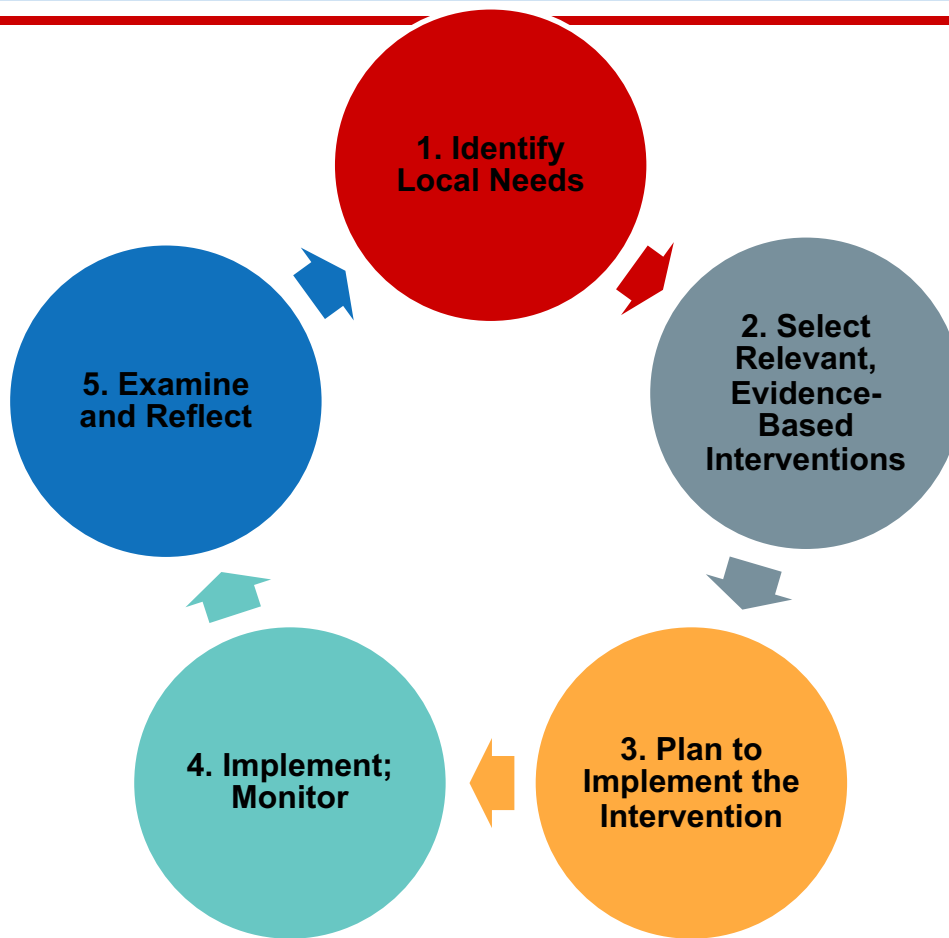 1. Identify
Local Needs
2. Select
Relevant,
Evidence-
Based
Interventions
3. Plan to
Implement the
Intervention
4. Implement;
Monitor
5. Examine
and Reflect